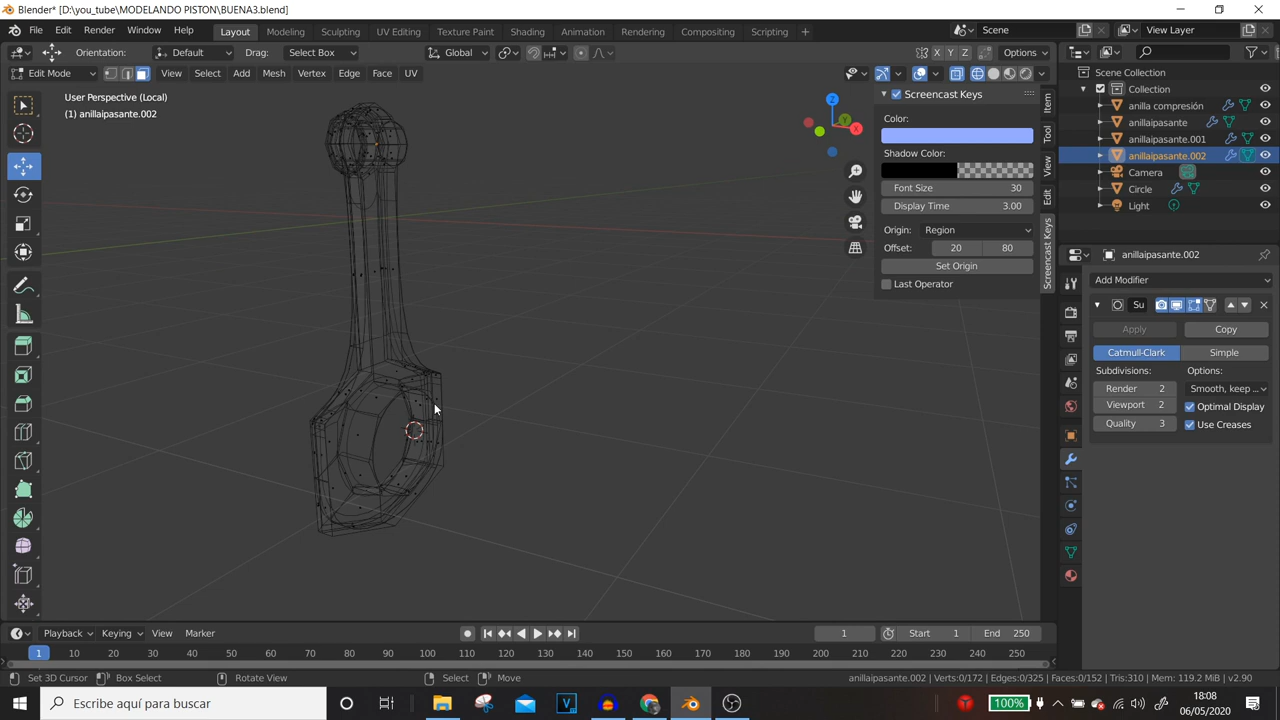 Blender* [D:\you_tube\MODELANDO PISTON\BUENA3.blend]
File Edit Render Window Help Layout Modeling Sculpting UV Editing Texture Paint Shading Animation Rendering Compositing Scripting + Scene View Layer
Orientation: Default Drag: Select Box Global X Y Z Options
Edit Mode View Select Add Mesh Vertex Edge Face UV
User Perspective (Local)
(1) anillaipasante.002
Z
Y
X
Screencast Keys
Color:
Shadow Color:
Font Size 30
Display Time 3.00
Origin: Region
Offset: 20 80
Set Origin
Last Operator
Item
Tool
View
Edit
Screencast Keys
Scene Collection
Collection
anilla compresión
anillaipasante
anillaipasante.001
anillaipasante.002
Camera
Circle
Light
anillaipasante.002
Add Modifier
Su
Apply Copy
Catmull-Clark Simple
Subdivisions: Options:
Render 2 Smooth, keep ...
Viewport 2 Optimal Display
Quality 3 Use Creases
Playback Keying View Marker 1 Start 1 End 250
1 10 20 30 40 50 60 70 80 90 100 110 120 130 140 150 160 170 180 190 200 210 220 230 240 250
Set 3D Cursor Box Select Rotate View Select Move anillaipasante.002 | Verts:0/172 | Edges:0/325 | Faces:0/152 | Tris:310 | Mem: 119.2 MiB | v2.90
Escribe aquí para buscar 100% 18:08
06/05/2020